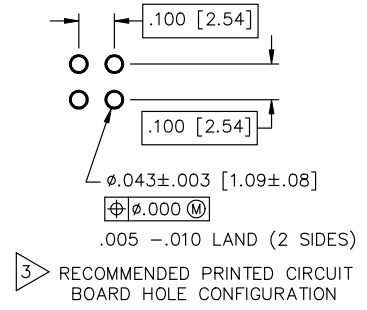 .100 [2.54]
.100 [2.54]
ø.043±.003 [1.09±.08]
⌖ ø.000 Ⓜ
.005 –.010 LAND (2 SIDES)
3 RECOMMENDED PRINTED CIRCUIT
BOARD HOLE CONFIGURATION